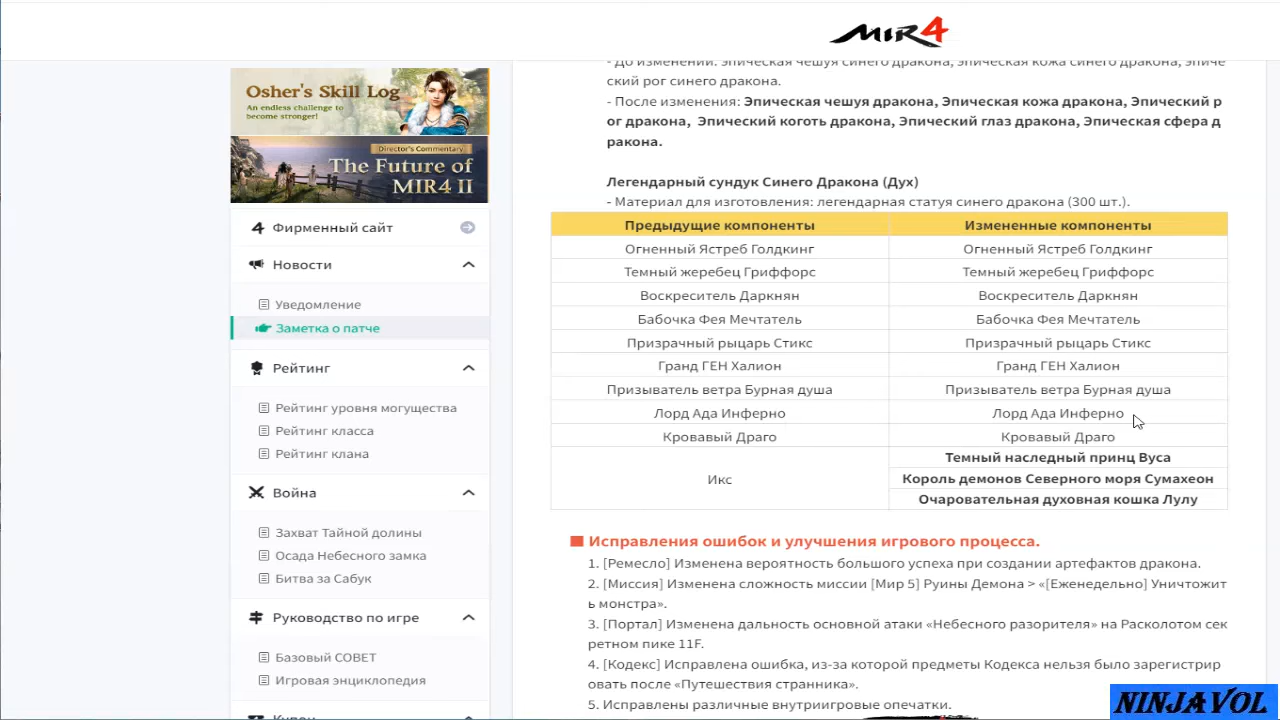 MIR4
- До изменений: эпическая чешуя синего дракона, эпическая кожа синего дракона, эпиче
ский рог синего дракона.
- После изменения: Эпическая чешуя дракона, Эпическая кожа дракона, Эпический р
ог дракона, Эпический коготь дракона, Эпический глаз дракона, Эпическая сфера д
ракона.
Легендарный сундук Синего Дракона (Дух)
- Материал для изготовления: легендарная статуя синего дракона (300 шт.).
Предыдущие компоненты Измененные компоненты
Огненный Ястреб Голдкинг Огненный Ястреб Голдкинг
Темный жеребец Гриффорс Темный жеребец Гриффорс
Воскреситель Даркнян Воскреситель Даркнян
Бабочка Фея Мечтатель Бабочка Фея Мечтатель
Призрачный рыцарь Стикс Призрачный рыцарь Стикс
Гранд ГЕН Халион Гранд ГЕН Халион
Призыватель ветра Бурная душа Призыватель ветра Бурная душа
Лорд Ада Инферно Лорд Ада Инферно
Кровавый Драго Кровавый Драго
Икс
Темный наследный принц Вуса
Король демонов Северного моря Сумахеон
Очаровательная духовная кошка Лулу
Исправления ошибок и улучшения игрового процесса.
1. [Ремесло] Изменена вероятность большого успеха при создании артефактов дракона.
2. [Миссия] Изменена сложность миссии [Мир 5] Руины Демона > «[Еженедельно] Уничтожит
ь монстра».
3. [Портал] Изменена дальность основной атаки «Небесного разорителя» на Расколотом сек
ретном пике 11F.
4. [Кодекс] Исправлена ошибка, из-за которой предметы Кодекса нельзя было зарегистрир
овать после «Путешествия странника».
5. Исправлены различные внутриигровые опечатки.
Osher's Skill Log
An endless challenge to
become stronger!
Director's Commentary
The Future of
MIR4 II
4 Фирменный сайт
Новости
Уведомление
Заметка о патче
Рейтинг
Рейтинг уровня могущества
Рейтинг класса
Рейтинг клана
Война
Захват Тайной долины
Осада Небесного замка
Битва за Сабук
Руководство по игре
Базовый СОВЕТ
Игровая энциклопедия
NINJAVOL